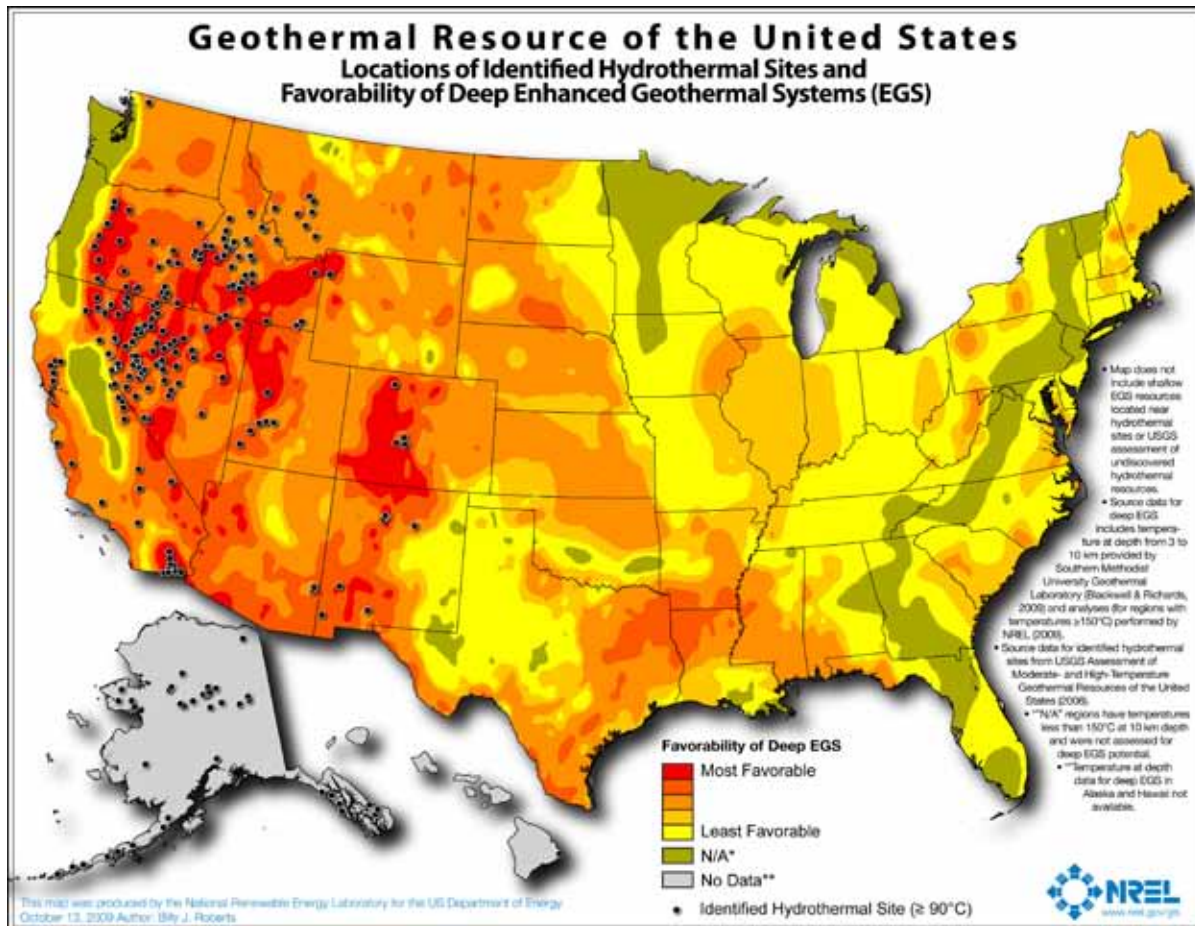 Geothermal Resource of the United States
Locations of Identified Hydrothermal Sites and
Favorability of Deep Enhanced Geothermal Systems (EGS)
• Map does not
include shallow
EGS resources
located near
hydrothermal
sites or USGS
assessment of
undiscovered
hydrothermal
resources.
• Source data for
deep EGS
includes tempera-
ture at depth from 3 to
10 km provided by
Southern Methodist
University Geothermal
Laboratory (Blackwell & Richards,
2009) and analyses (for regions with
temperatures ≥150°C) performed by
NREL (2009).
• Source data for identified hydrothermal
sites from USGS Assessment of
Moderate- and High-Temperature
Geothermal Resources of the United
States (2008).
• *"N/A" regions have temperatures
less than 150°C at 10 km depth
and were not assessed for
deep EGS potential.
• **Temperature at depth
data for deep EGS in
Alaska and Hawaii not
available.
Favorability of Deep EGS
Most Favorable
Least Favorable
N/A*
No Data**
Identified Hydrothermal Site (≥ 90°C)
This map was produced by the National Renewable Energy Laboratory for the US Department of Energy.
October 13, 2009 Author: Billy J. Roberts
NREL
www.nrel.gov/gis